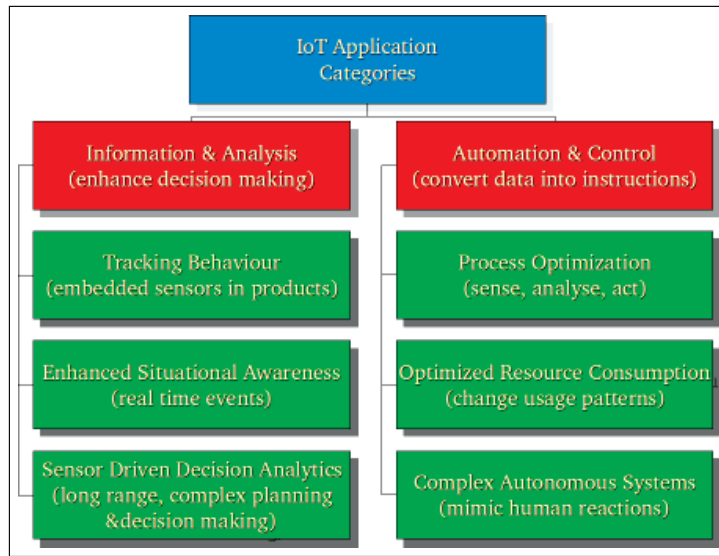 IoT Application
Categories
Information & Analysis
(enhance decision making)
Automation & Control
(convert data into instructions)
Tracking Behaviour
(embedded sensors in products)
Process Optimization
(sense, analyse, act)
Enhanced Situational Awareness
(real time events)
Optimized Resource Consumption
(change usage patterns)
Sensor Driven Decision Analytics
(long range, complex planning
&decision making)
Complex Autonomous Systems
(mimic human reactions)